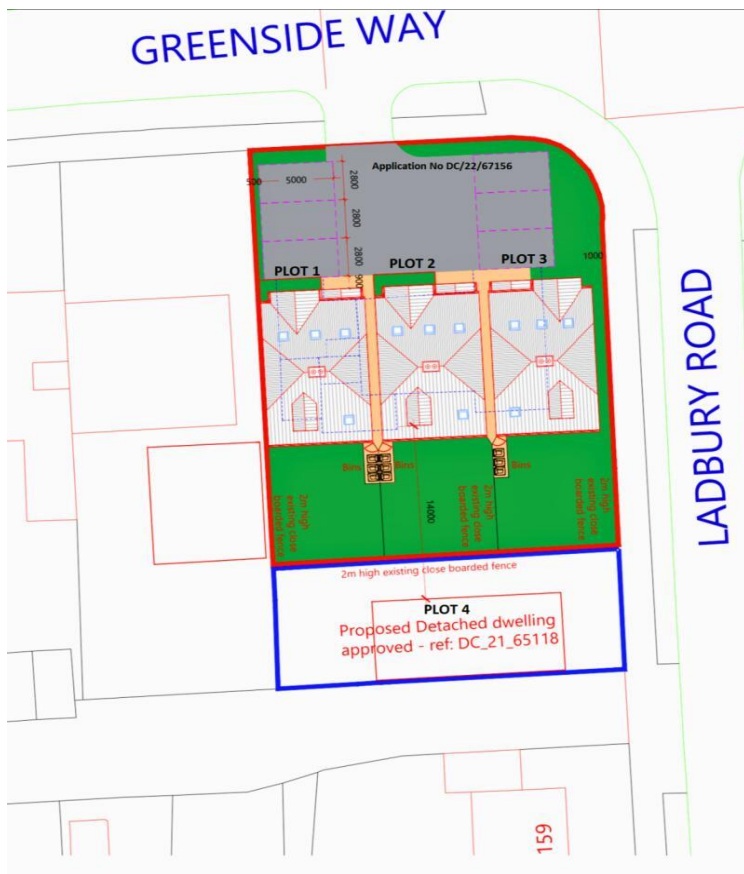 GREENSIDE WAY
Application No DC/22/67156
500
5000
2800
2800
2800
900
1000
PLOT 1
PLOT 2
PLOT 3
LADBURY ROAD
Bins
Bins
Bins
2m high
existing close
boarded fence
14000
2m high
existing close
boarded fence
2m high
existing close
boarded fence
2m high existing close boarded fence
PLOT 4
Proposed Detached dwelling
approved - ref: DC_21_65118
159